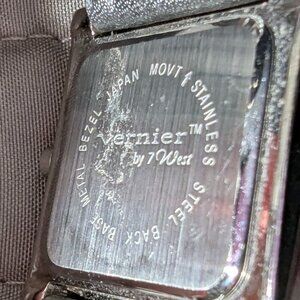 vernier™
by 7 West
BASE METAL BEZEL JAPAN MOVT STAINLESS STEEL BACK